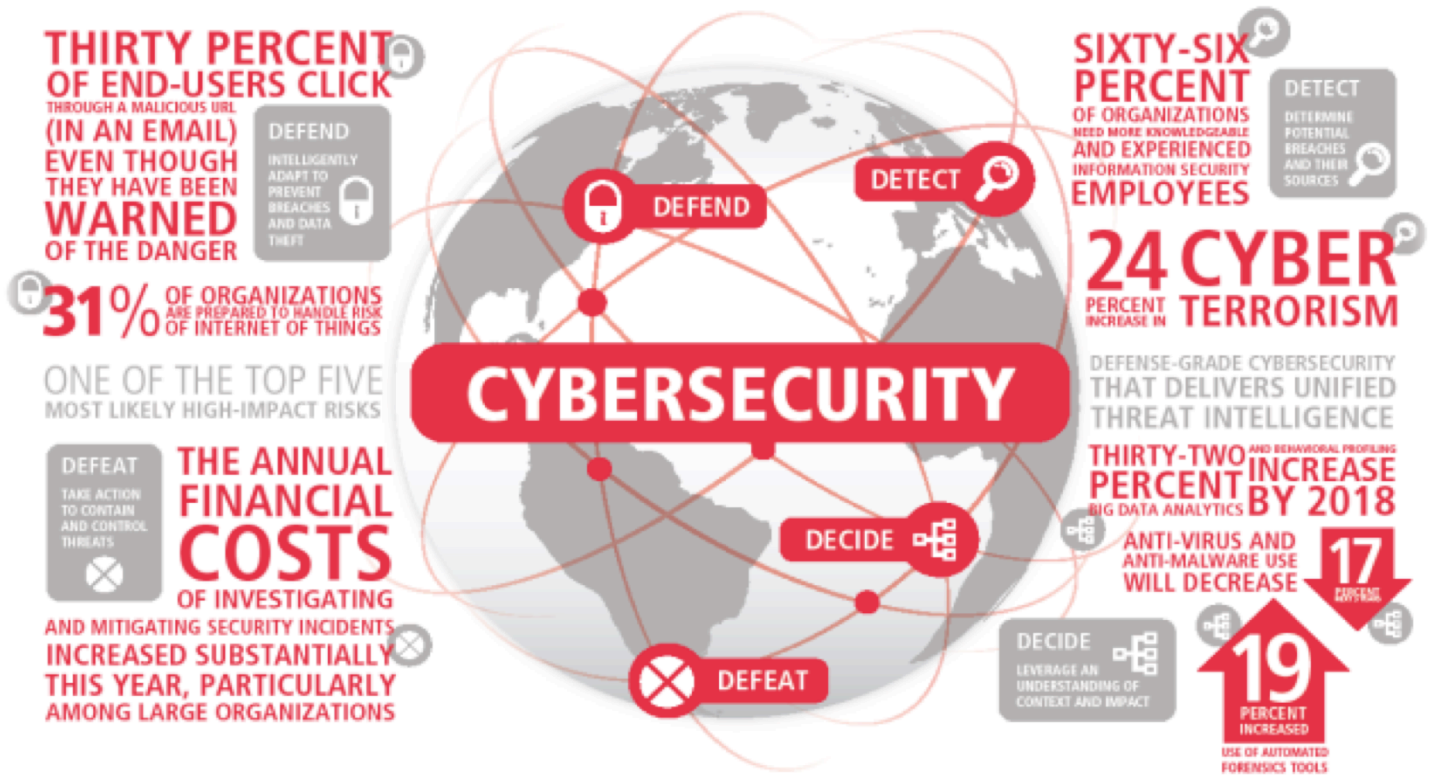 THIRTY PERCENT
OF END-USERS CLICK
THROUGH A MALICIOUS URL
(IN AN EMAIL)
EVEN THOUGH
THEY HAVE BEEN
WARNED
OF THE DANGER
DEFEND
INTELLIGENTLY
ADAPT TO
PREVENT
BREACHES
AND DATA
THEFT
31% OF ORGANIZATIONS
ARE PREPARED TO HANDLE RISK
OF INTERNET OF THINGS
ONE OF THE TOP FIVE
MOST LIKELY HIGH-IMPACT RISKS
DEFEAT
TAKE ACTION
TO CONTAIN
AND CONTROL
THREATS
THE ANNUAL
FINANCIAL
COSTS
OF INVESTIGATING
AND MITIGATING SECURITY INCIDENTS
INCREASED SUBSTANTIALLY
THIS YEAR, PARTICULARLY
AMONG LARGE ORGANIZATIONS
DEFEND
DETECT
CYBERSECURITY
DECIDE
DEFEAT
SIXTY-SIX
PERCENT
OF ORGANIZATIONS
NEED MORE KNOWLEDGEABLE
AND EXPERIENCED
INFORMATION SECURITY
EMPLOYEES
DETECT
DETERMINE
POTENTIAL
BREACHES
AND THEIR
SOURCES
24 CYBER
PERCENT
INCREASE IN
TERRORISM
DEFENSE-GRADE CYBERSECURITY
THAT DELIVERS UNIFIED
THREAT INTELLIGENCE
THIRTY-TWO
PERCENT
BIG DATA ANALYTICS
AND BEHAVIORAL PROFILING
INCREASE
BY 2018
ANTI-VIRUS AND
ANTI-MALWARE USE
WILL DECREASE
17
PERCENT
DECIDE
LEVERAGE AN
UNDERSTANDING OF
CONTEXT AND IMPACT
19
PERCENT
INCREASED
USE OF AUTOMATED
FORENSICS TOOLS